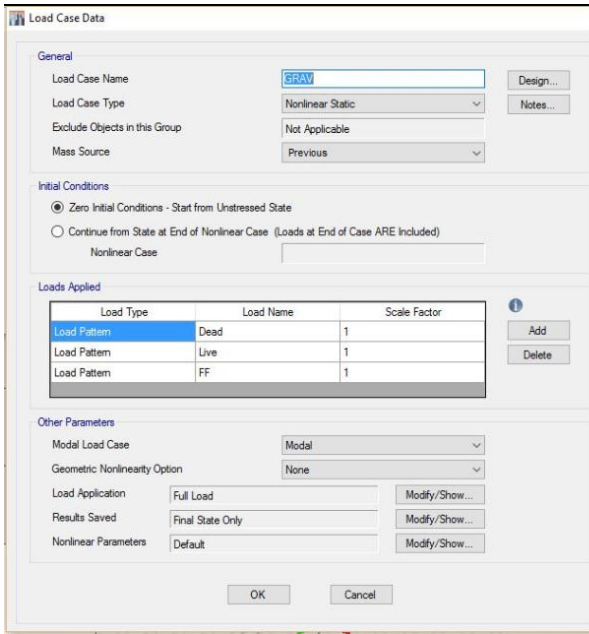 Load Case Data
General
Load Case Name GRAV Design...
Load Case Type Nonlinear Static Notes...
Exclude Objects in this Group Not Applicable
Mass Source Previous
Initial Conditions
Zero Initial Conditions - Start from Unstressed State
Continue from State at End of Nonlinear Case (Loads at End of Case ARE Included)
Nonlinear Case
Loads Applied
Load Type Load Name Scale Factor
Load Pattern Dead 1 Add
Load Pattern Live 1 Delete
Load Pattern FF 1
Other Parameters
Modal Load Case Modal
Geometric Nonlinearity Option None
Load Application Full Load Modify/Show...
Results Saved Final State Only Modify/Show...
Nonlinear Parameters Default Modify/Show...
OK Cancel